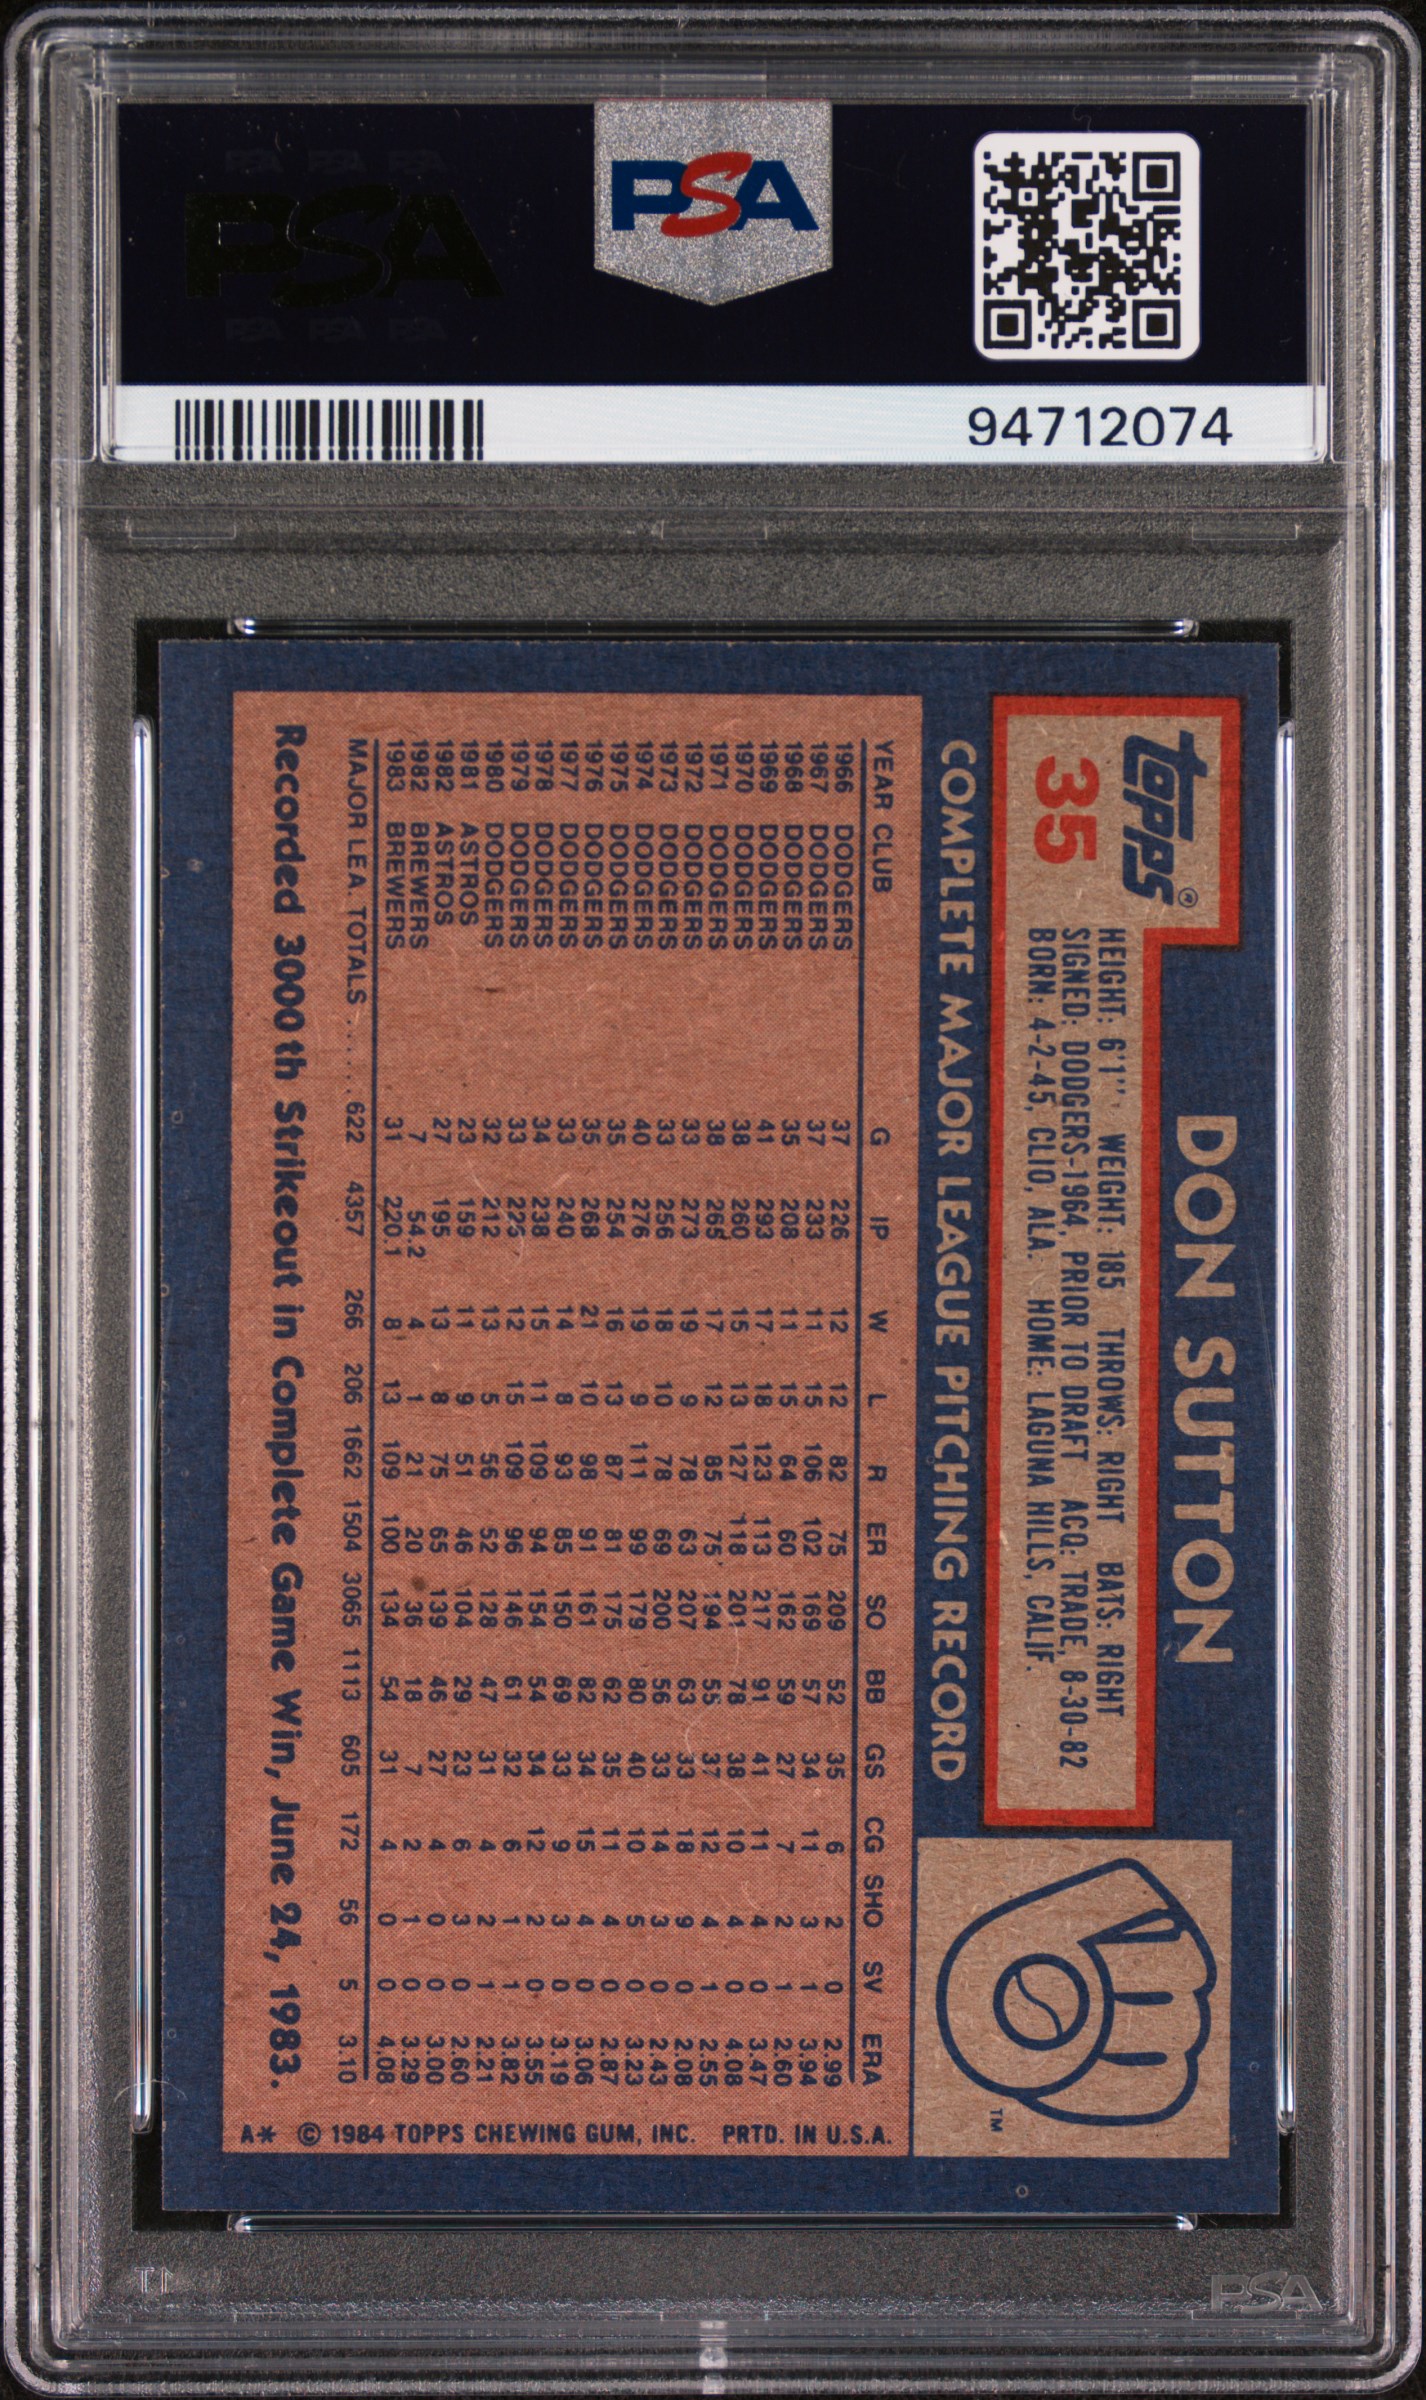 PSA
PSA
94712074
topps®
35
DON SUTTON
HEIGHT: 6'1" WEIGHT: 185 THROWS: RIGHT BATS: RIGHT
SIGNED: DODGERS-1964, PRIOR TO DRAFT ACQ: TRADE, 8-30-82
BORN: 4-2-45, CLIO, ALA. HOME: LAGUNA HILLS, CALIF.
TM
COMPLETE MAJOR LEAGUE PITCHING RECORD
YEAR CLUB G IP W L R ER SO BB GS CG SHO SV ERA
1966 DODGERS 37 226 12 12 82 75 209 52 35 6 2 0 2.99
1967 DODGERS 37 233 11 15 106 102 169 57 34 11 3 1 3.94
1968 DODGERS 35 208 11 15 64 60 162 59 27 7 2 1 2.60
1969 DODGERS 41 293 17 18 123 113 217 91 41 11 4 0 3.47
1970 DODGERS 38 260 15 13 127 118 201 78 38 10 4 0 4.08
1971 DODGERS 38 265 17 12 85 75 194 55 37 12 4 1 2.55
1972 DODGERS 33 273 19 9 78 63 207 63 33 18 9 0 2.08
1973 DODGERS 33 256 18 10 78 69 200 56 33 14 3 0 2.43
1974 DODGERS 40 276 19 9 111 99 179 80 40 10 5 0 3.23
1975 DODGERS 35 254 16 13 87 81 175 62 35 11 4 0 2.87
1976 DODGERS 35 268 21 10 98 91 161 82 34 15 4 0 3.06
1977 DODGERS 33 240 14 8 93 85 150 69 33 9 3 0 3.19
1978 DODGERS 34 238 15 11 109 94 154 54 34 12 2 0 3.55
1979 DODGERS 33 226 12 15 109 96 146 61 32 6 1 1 3.82
1980 DODGERS 32 212 13 5 56 52 128 47 31 4 2 1 2.21
1981 ASTROS 23 159 11 9 51 46 104 29 23 6 3 0 2.60
1982 ASTROS 27 195 13 8 75 65 139 46 27 4 0 0 3.00
1982 BREWERS 7 54.2 4 1 21 20 36 18 7 2 1 0 3.29
1983 BREWERS 31 220.1 8 13 109 100 134 54 31 4 0 0 4.08
MAJOR LEA. TOTALS ..... 622 4357 266 206 1662 1504 3065 1113 605 172 56 5 3.10
Recorded 3000th Strikeout in Complete Game Win, June 24, 1983.
A* © 1984 TOPPS CHEWING GUM, INC. PRTD. IN U.S.A.
PSA